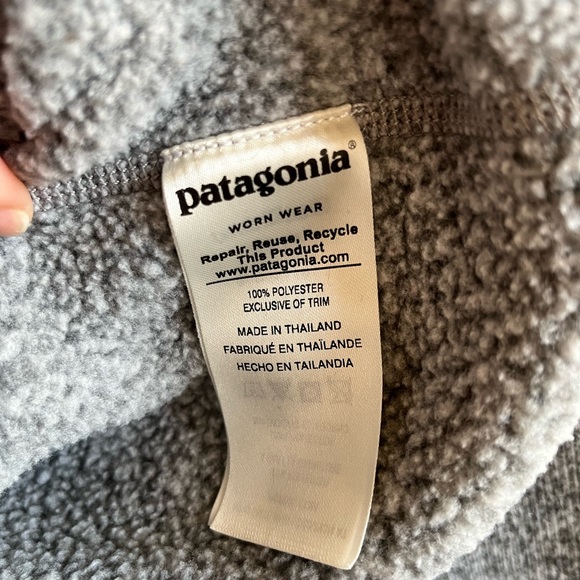 patagonia®
WORN WEAR
Repair, Reuse, Recycle
This Product
www.patagonia.com
100% POLYESTER
EXCLUSIVE OF TRIM
MADE IN THAILAND
FABRIQUÉ EN THAÏLANDE
HECHO EN TAILANDIA